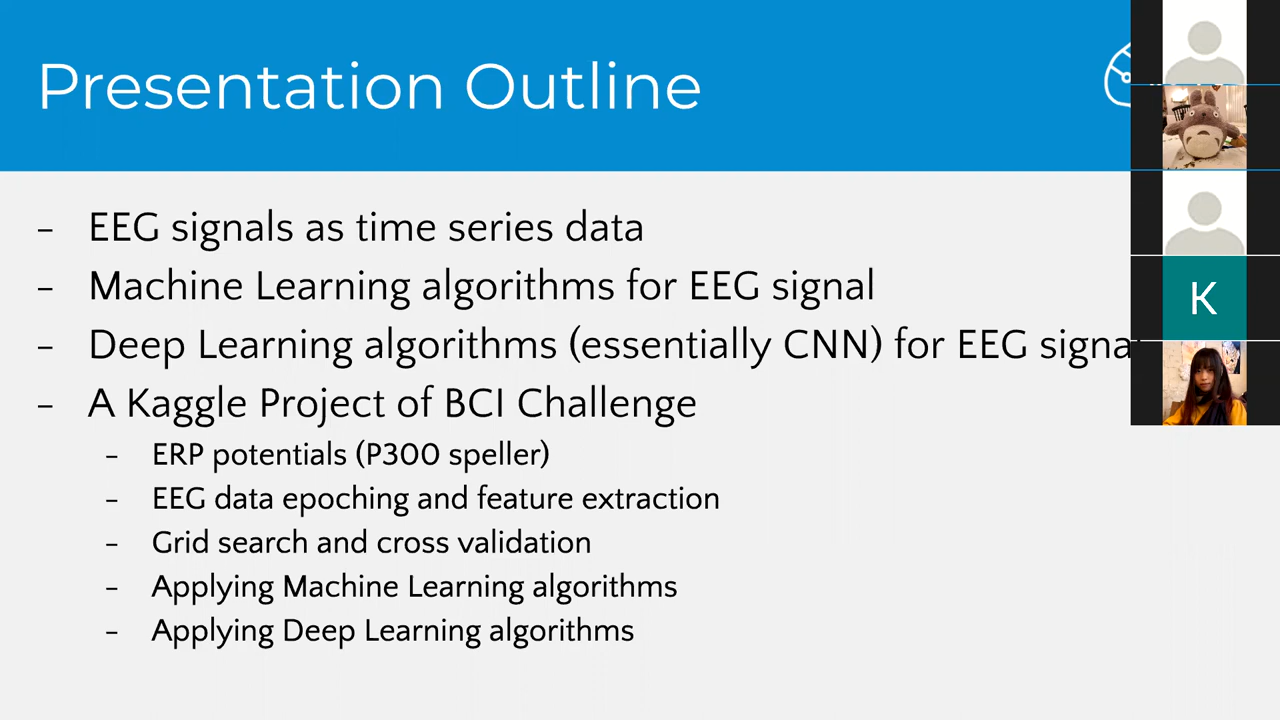 Presentation Outline
– EEG signals as time series data
– Machine Learning algorithms for EEG signal
– Deep Learning algorithms (essentially CNN) for EEG signa
– A Kaggle Project of BCI Challenge
– ERP potentials (P300 speller)
– EEG data epoching and feature extraction
– Grid search and cross validation
– Applying Machine Learning algorithms
– Applying Deep Learning algorithms
K